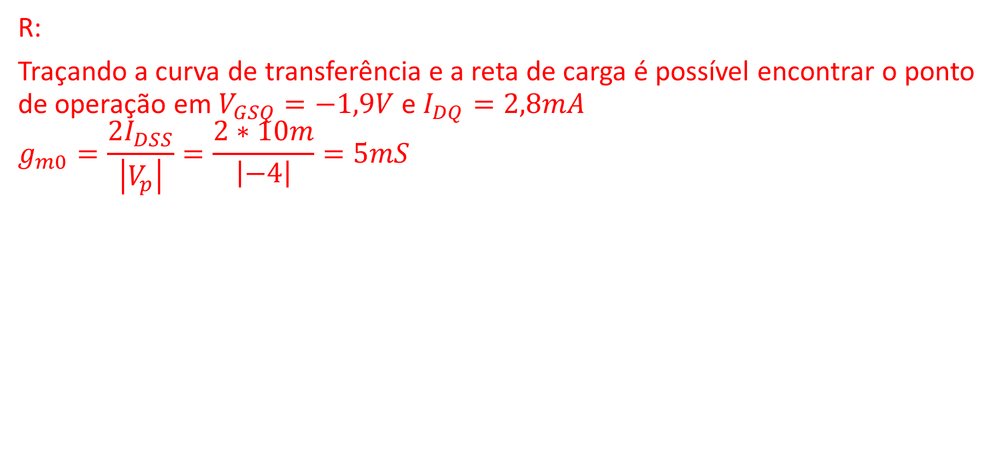 R:
Traçando a curva de transferência e a reta de carga é possível encontrar o ponto
de operação em V_{GSQ} = −1,9V e I_{DQ} = 2,8mA
g_{m0} = \frac{2I_{DSS}}{|V_p|} = \frac{2 * 10m}{|−4|} = 5mS